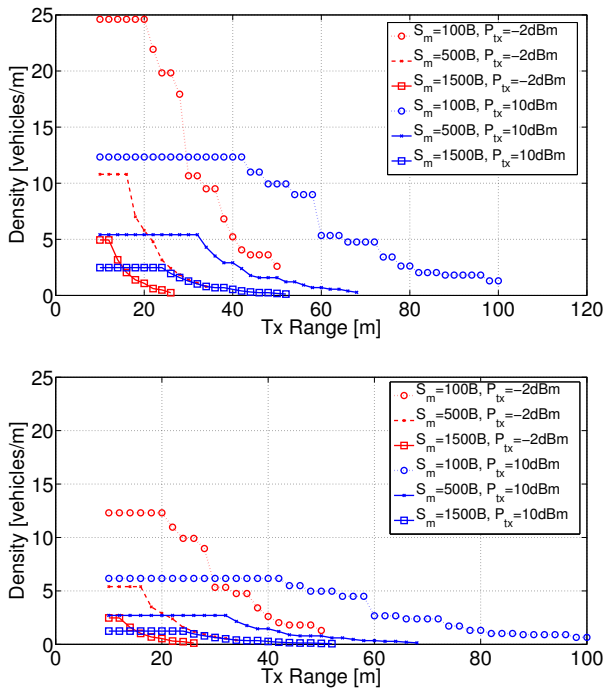 25
20
15
10
5
0
Density [vehicles/m]
S_m=100B, P_tx=−2dBm
S_m=500B, P_tx=−2dBm
S_m=1500B, P_tx=−2dBm
S_m=100B, P_tx=10dBm
S_m=500B, P_tx=10dBm
S_m=1500B, P_tx=10dBm
0 20 40 60 80 100 120
Tx Range [m]
25
20
15
10
5
0
Density [vehicles/m]
S_m=100B, P_tx=−2dBm
S_m=500B, P_tx=−2dBm
S_m=1500B, P_tx=−2dBm
S_m=100B, P_tx=10dBm
S_m=500B, P_tx=10dBm
S_m=1500B, P_tx=10dBm
0 20 40 60 80 100
Tx Range [m]